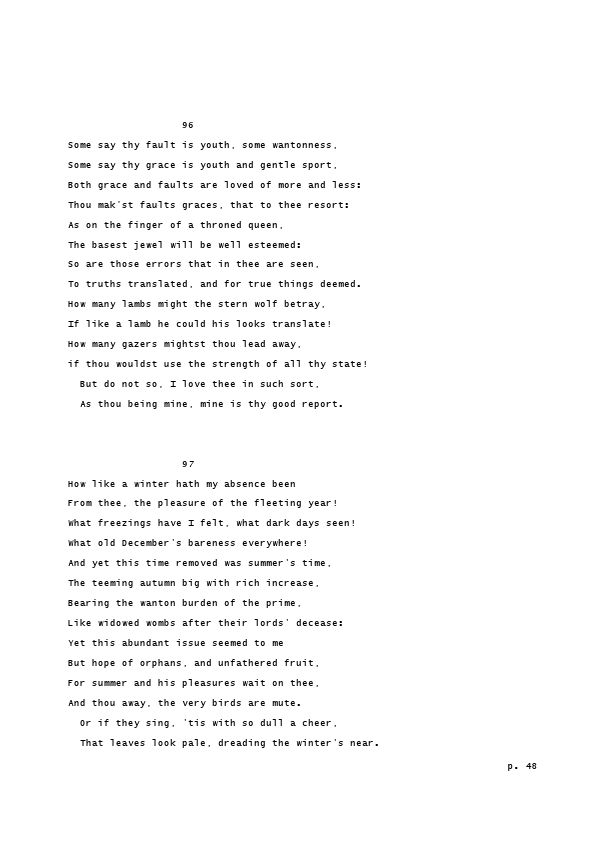 96
Some say thy fault is youth, some wantonness,
Some say thy grace is youth and gentle sport,
Both grace and faults are loved of more and less:
Thou mak'st faults graces, that to thee resort:
As on the finger of a throned queen,
The basest jewel will be well esteemed:
So are those errors that in thee are seen,
To truths translated, and for true things deemed.
How many lambs might the stern wolf betray,
If like a lamb he could his looks translate!
How many gazers mightst thou lead away,
if thou wouldst use the strength of all thy state!
But do not so, I love thee in such sort,
As thou being mine, mine is thy good report.
97
How like a winter hath my absence been
From thee, the pleasure of the fleeting year!
What freezings have I felt, what dark days seen!
What old December's bareness everywhere!
And yet this time removed was summer's time,
The teeming autumn big with rich increase,
Bearing the wanton burden of the prime,
Like widowed wombs after their lords' decease:
Yet this abundant issue seemed to me
But hope of orphans, and unfathered fruit,
For summer and his pleasures wait on thee,
And thou away, the very birds are mute.
Or if they sing, 'tis with so dull a cheer,
That leaves look pale, dreading the winter's near.
p. 48